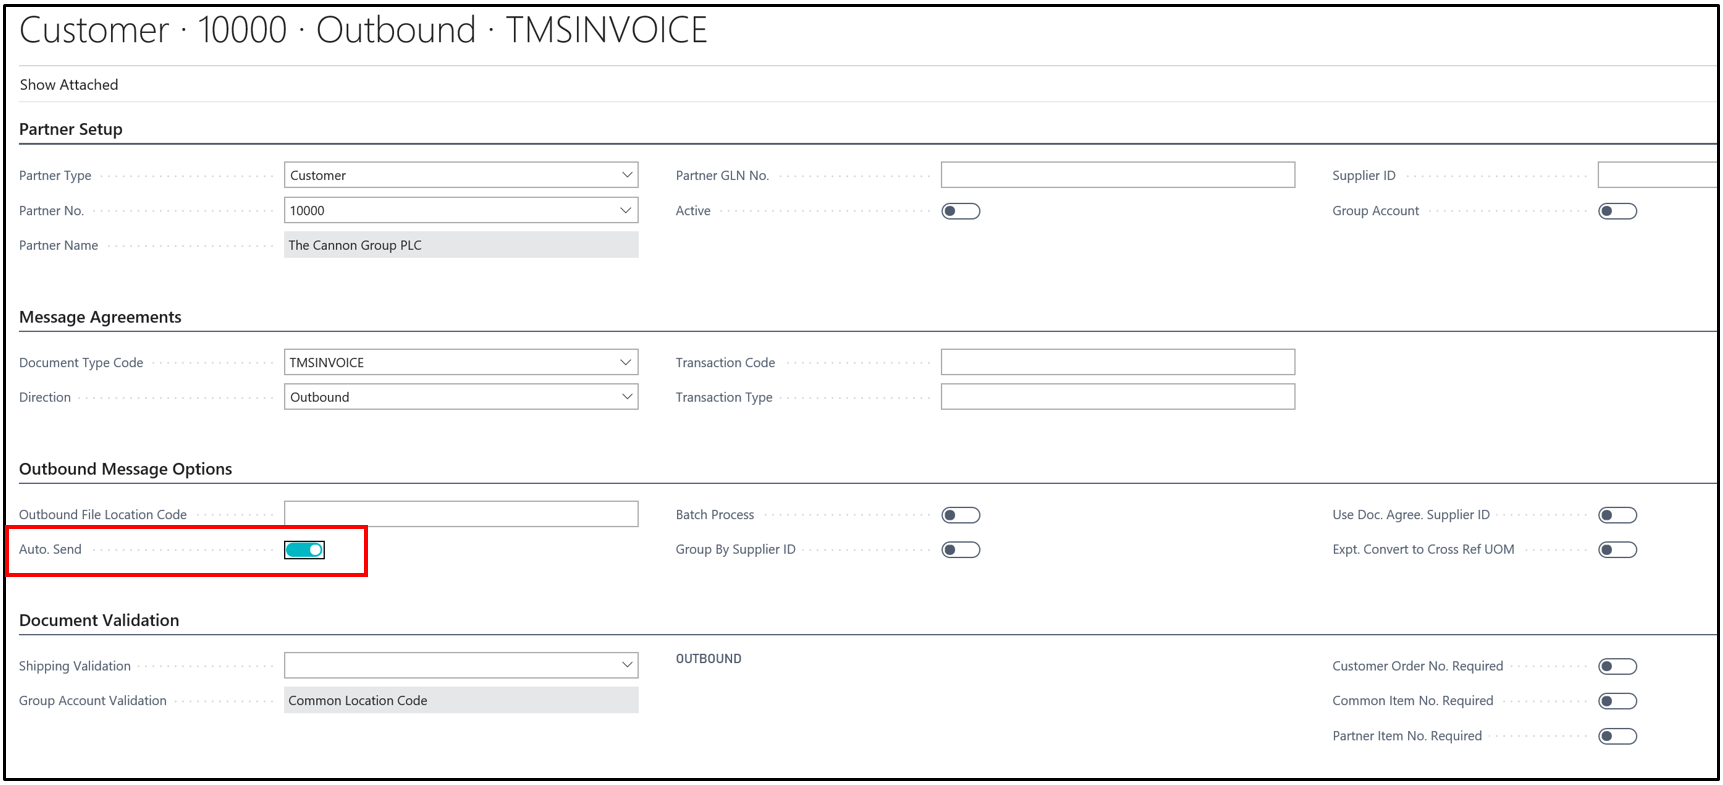 Customer · 10000 · Outbound · TMSINVOICE
Show Attached
Partner Setup
Partner Type Customer Partner GLN No. Supplier ID
Partner No. 10000 Active Group Account
Partner Name The Cannon Group PLC
Message Agreements
Document Type Code TMSINVOICE Transaction Code
Direction Outbound Transaction Type
Outbound Message Options
Outbound File Location Code Batch Process Use Doc. Agree. Supplier ID
Auto. Send Group By Supplier ID Expt. Convert to Cross Ref UOM
Document Validation
Shipping Validation OUTBOUND Customer Order No. Required
Group Account Validation Common Location Code Common Item No. Required
Partner Item No. Required